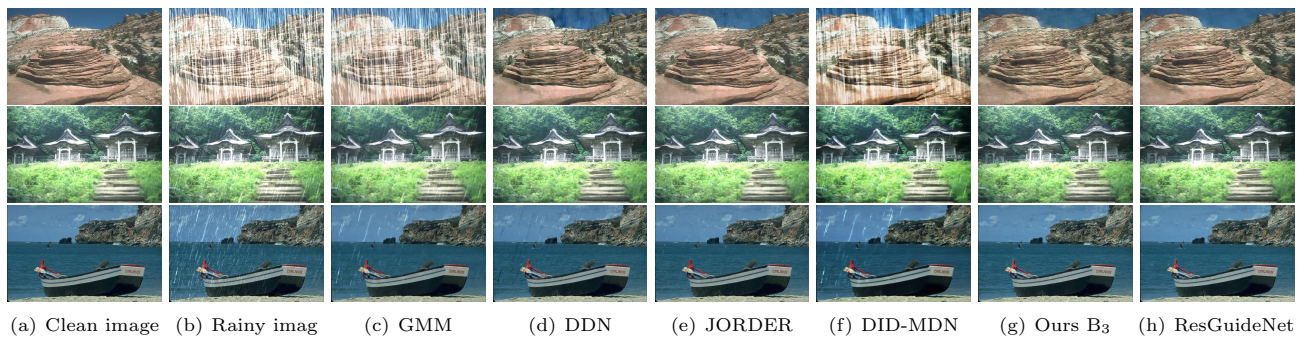 (a) Clean image (b) Rainy imag (c) GMM (d) DDN (e) JORDER (f) DID-MDN (g) Ours B₃ (h) ResGuideNet